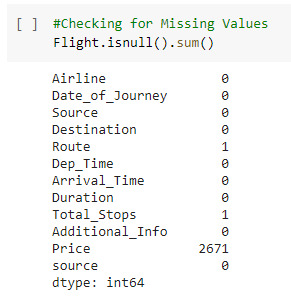 [ ] #Checking for Missing Values
Flight.isnull().sum()
Airline 0
Date_of_Journey 0
Source 0
Destination 0
Route 1
Dep_Time 0
Arrival_Time 0
Duration 0
Total_Stops 1
Additional_Info 0
Price 2671
source 0
dtype: int64